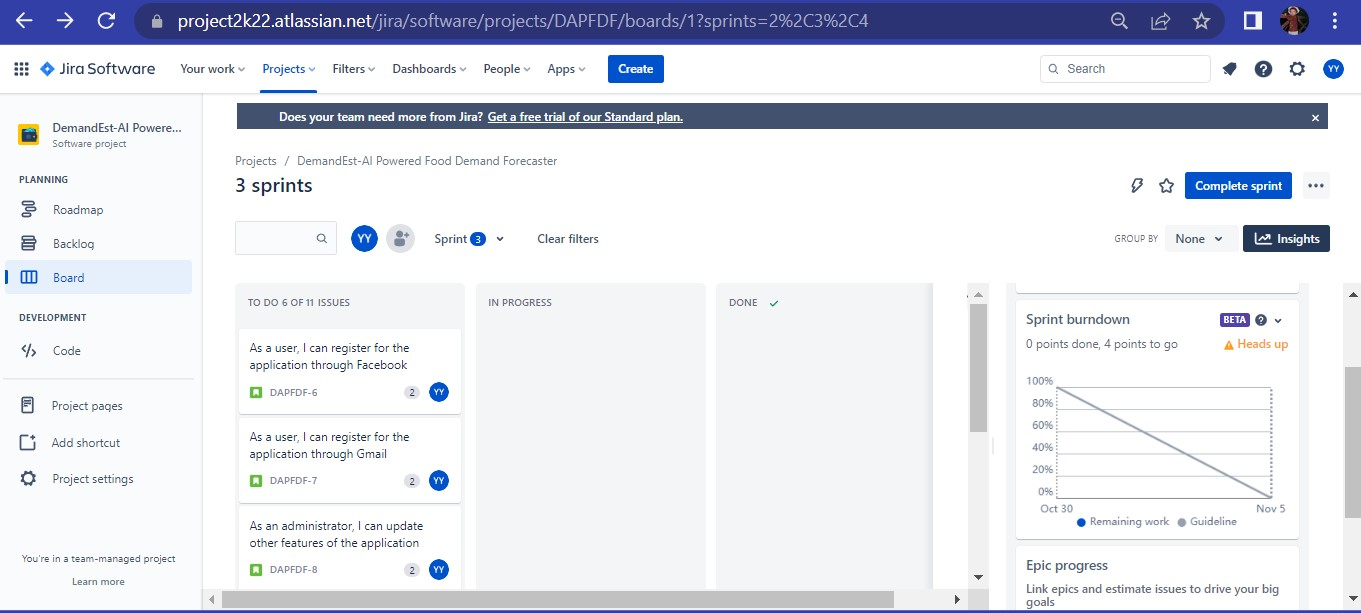 project2k22.atlassian.net/jira/software/projects/DAPFDF/boards/1?sprints=2%2C3%2C4
Jira Software
Your work
Projects
Filters
Dashboards
People
Apps
Create
Search
YY
DemandEst-AI Powere...
Software project
PLANNING
Roadmap
Backlog
Board
DEVELOPMENT
Code
Project pages
Add shortcut
Project settings
You're in a team-managed project
Learn more
Does your team need more from Jira? Get a free trial of our Standard plan.
Projects / DemandEst-AI Powered Food Demand Forecaster
3 sprints
Complete sprint
YY
Sprint 3
Clear filters
GROUP BY
None
Insights
TO DO 6 OF 11 ISSUES
As a user, I can register for the
application through Facebook
DAPFDF-6
2
YY
As a user, I can register for the
application through Gmail
DAPFDF-7
2
YY
As an administrator, I can update
other features of the application
DAPFDF-8
2
YY
IN PROGRESS
DONE
Sprint burndown
BETA
0 points done, 4 points to go
Heads up
100%
80%
60%
40%
20%
0%
Oct 30
Nov 5
Remaining work
Guideline
Epic progress
Link epics and estimate issues to drive your big
goals